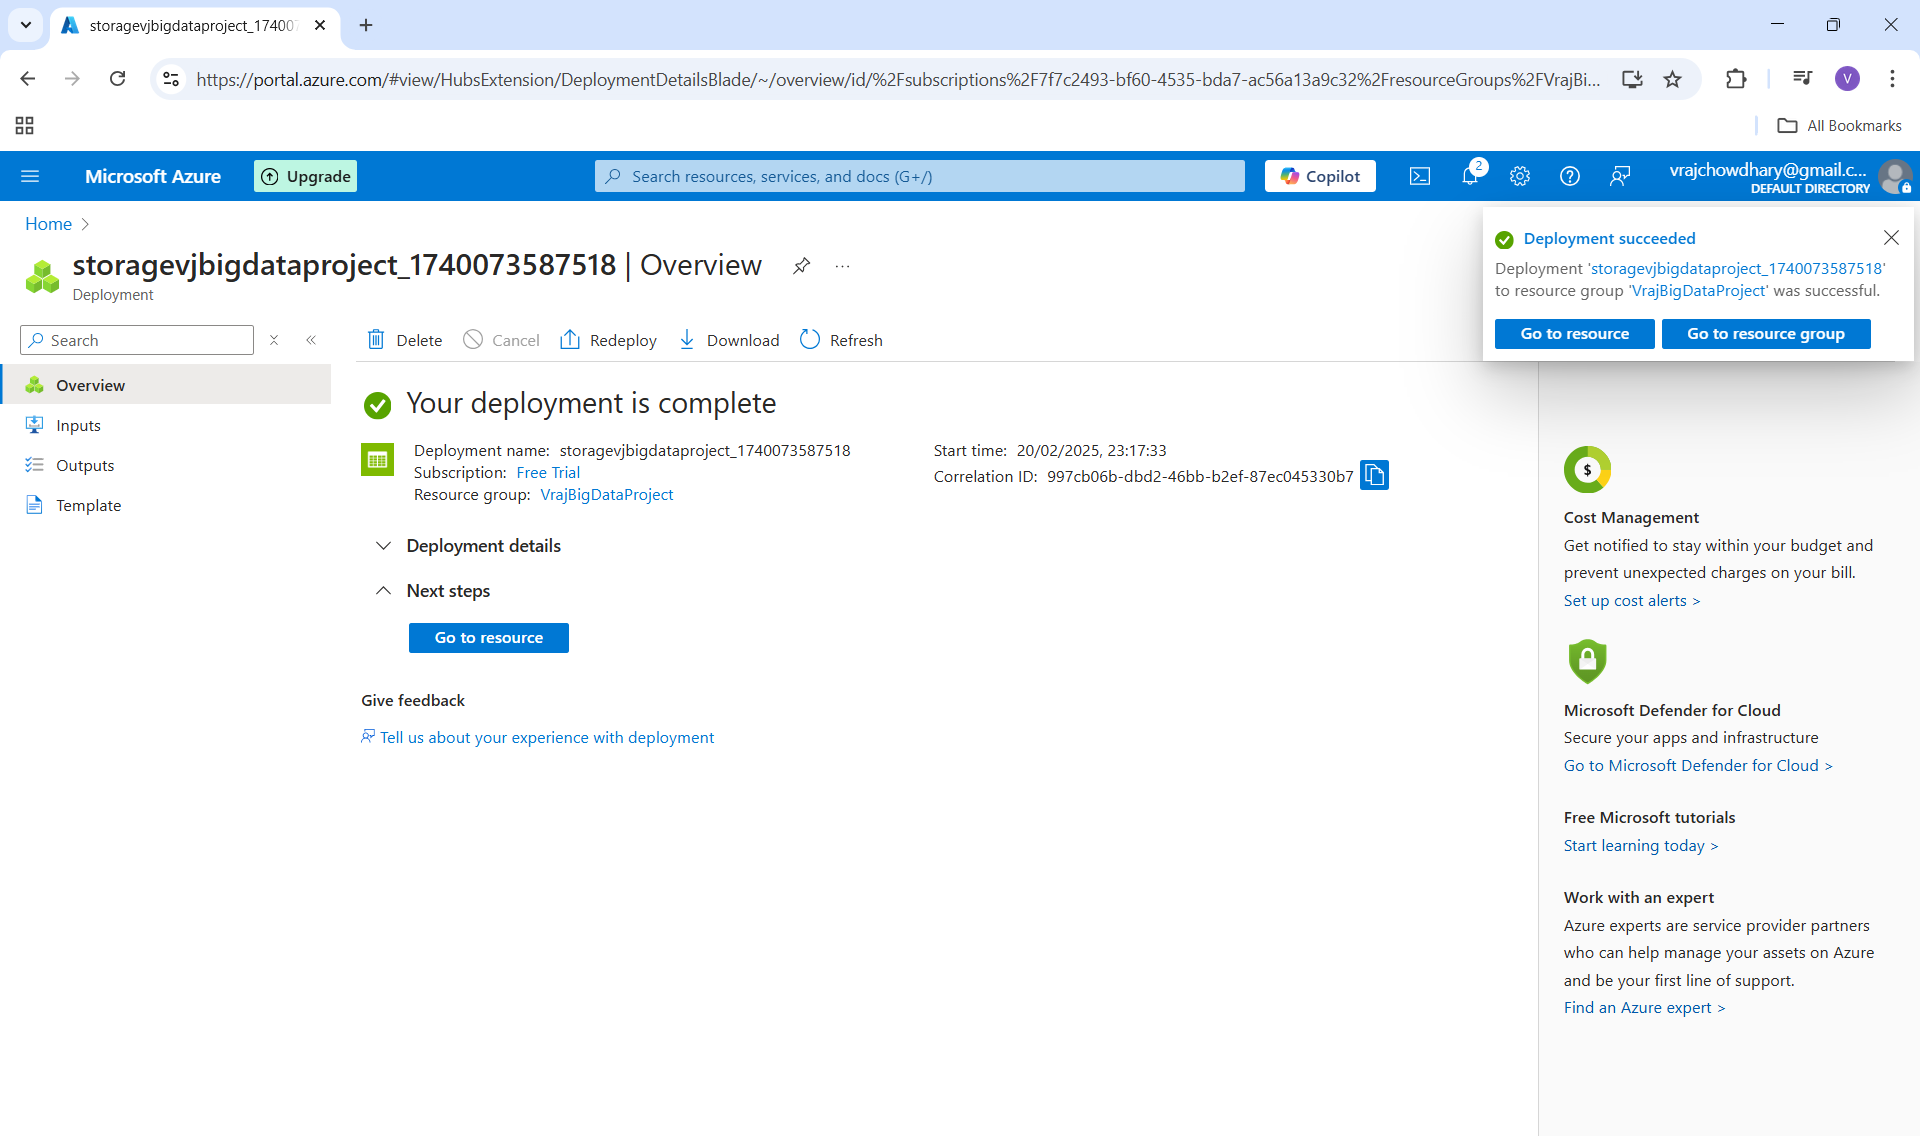 storagevjbigdataproject_17400
https://portal.azure.com/#view/HubsExtension/DeploymentDetailsBlade/~/overview/id/%2Fsubscriptions%2F7f7c2493-bf60-4535-bda7-ac56a13a9c32%2FresourceGroups%2FVrajBi...
V
All Bookmarks
Microsoft Azure
Upgrade
Search resources, services, and docs (G+/)
Copilot
2
vrajchowdhary@gmail.c...
DEFAULT DIRECTORY
Home
storagevjbigdataproject_1740073587518 | Overview
...
Deployment
Deployment succeeded
Deployment 'storagevjbigdataproject_1740073587518'
to resource group 'VrajBigDataProject' was successful.
Go to resource
Go to resource group
Search
Delete
Cancel
Redeploy
Download
Refresh
Overview
Inputs
Outputs
Template
Your deployment is complete
Deployment name: storagevjbigdataproject_1740073587518
Subscription: Free Trial
Resource group: VrajBigDataProject
Start time: 20/02/2025, 23:17:33
Correlation ID: 997cb06b-dbd2-46bb-b2ef-87ec045330b7
Deployment details
Next steps
Go to resource
Give feedback
Tell us about your experience with deployment
$
Cost Management
Get notified to stay within your budget and
prevent unexpected charges on your bill.
Set up cost alerts >
Microsoft Defender for Cloud
Secure your apps and infrastructure
Go to Microsoft Defender for Cloud >
Free Microsoft tutorials
Start learning today >
Work with an expert
Azure experts are service provider partners
who can help manage your assets on Azure
and be your first line of support.
Find an Azure expert >